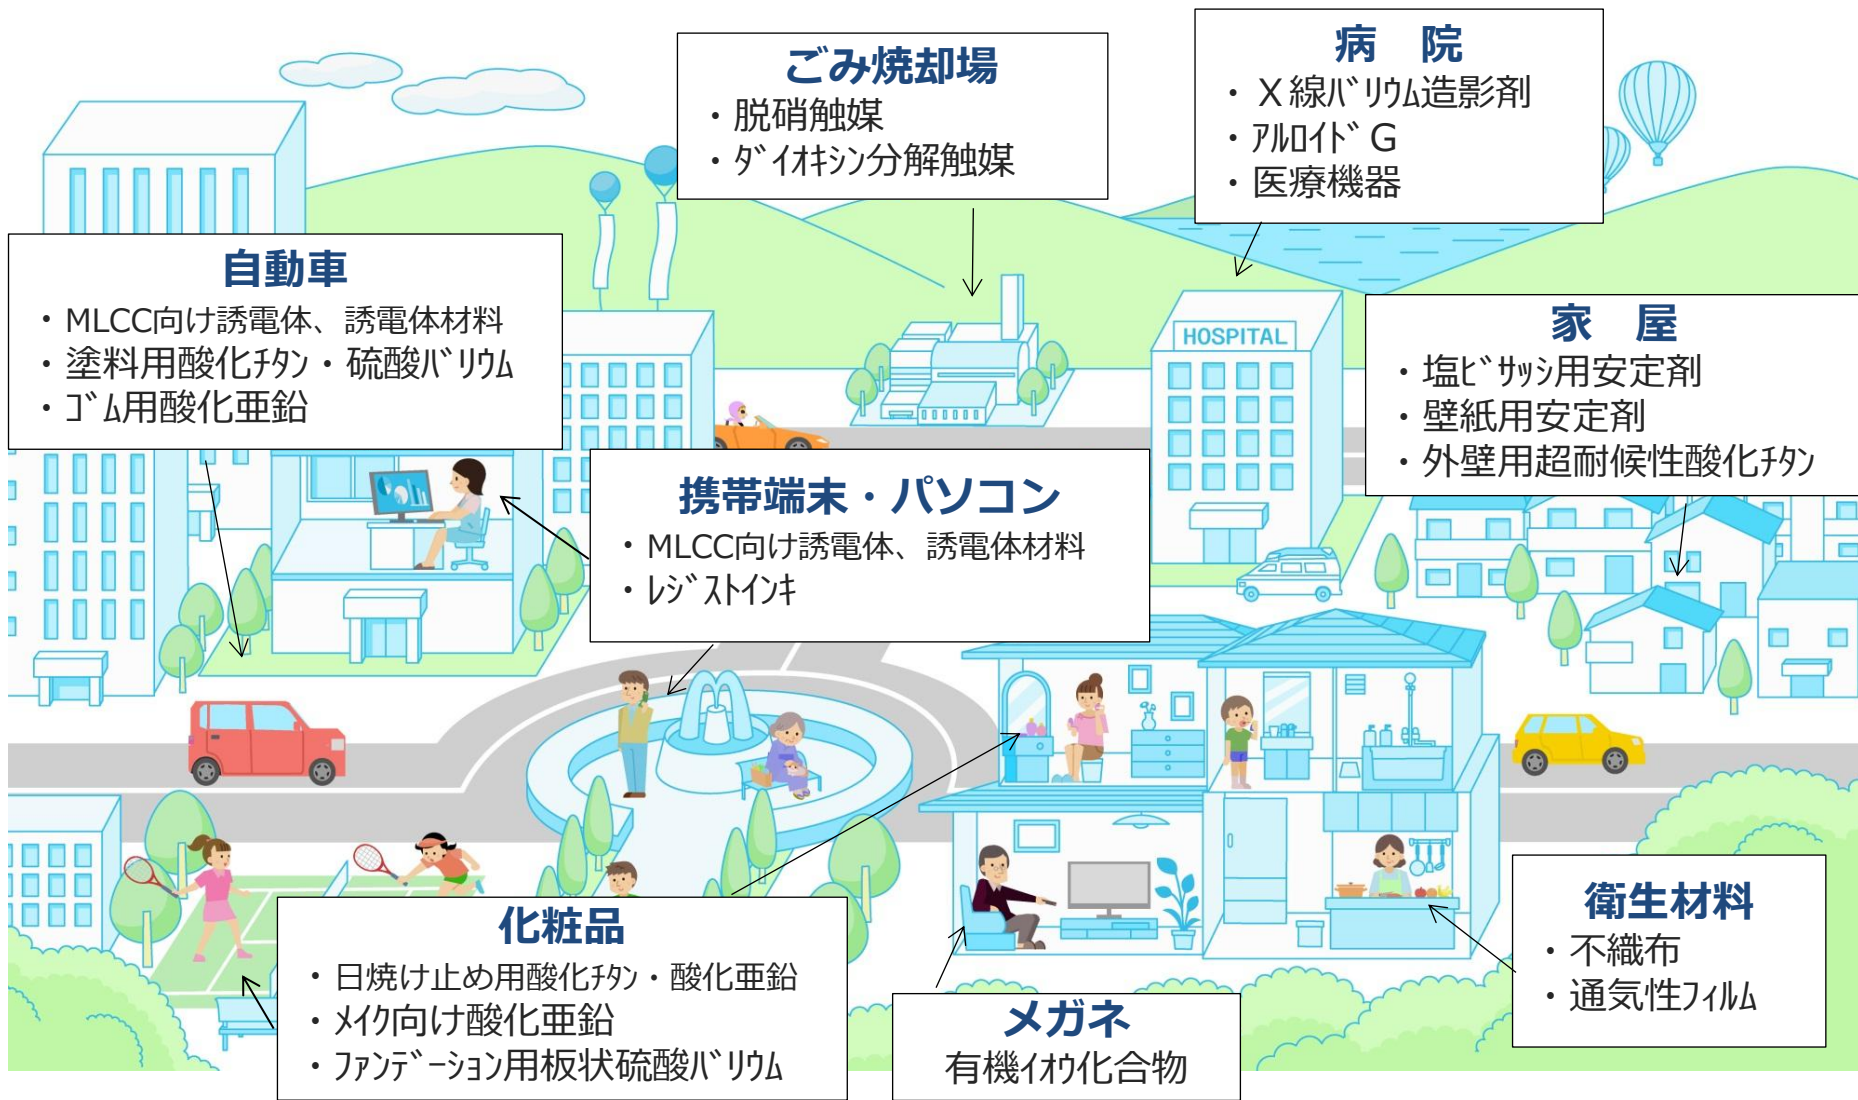 ごみ焼却場
・脱硝触媒
・ﾀﾞｲｵｷｼﾝ分解触媒
病　院
・Ｘ線ﾊﾞﾘｳﾑ造影剤
・ｱﾙﾛｲﾄﾞＧ
・医療機器
自動車
・MLCC向け誘電体、誘電体材料
・塗料用酸化ﾁﾀﾝ・硫酸ﾊﾞﾘｳﾑ
・ｺﾞﾑ用酸化亜鉛
HOSPITAL
家　屋
・塩ﾋﾞｻｯｼ用安定剤
・壁紙用安定剤
・外壁用超耐候性酸化ﾁﾀﾝ
携帯端末・パソコン
・MLCC向け誘電体、誘電体材料
・ﾚｼﾞｽﾄｲﾝｷ
化粧品
・日焼け止め用酸化ﾁﾀﾝ・酸化亜鉛
・ﾒｲｸ向け酸化亜鉛
・ﾌｧﾝﾃﾞｰｼｮﾝ用板状硫酸ﾊﾞﾘｳﾑ
メガネ
有機ｲｵｳ化合物
衛生材料
・不織布
・通気性ﾌｨﾙﾑ